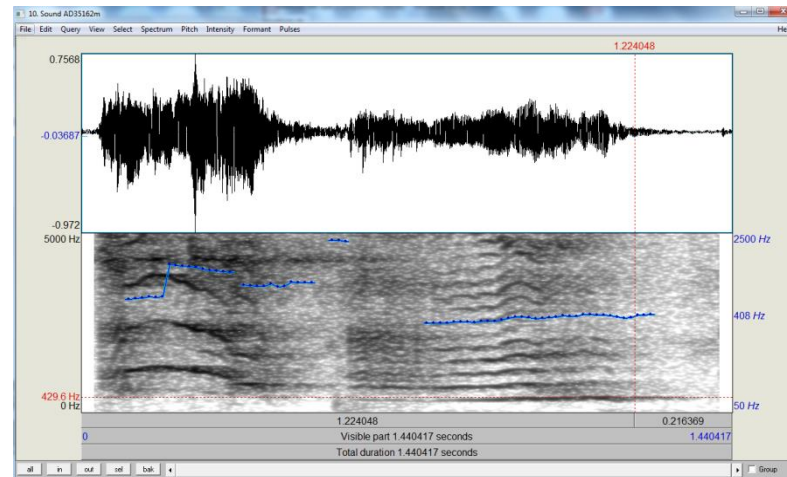 10. Sound AD35162m
File Edit Query View Select Spectrum Pitch Intensity Formant Pulses He
1.224048
0.7568
-0.03687
-0.972
5000 Hz 2500 Hz
408 Hz
429.6 Hz
0 Hz 50 Hz
1.224048 0.216369
0 Visible part 1.440417 seconds 1.440417
Total duration 1.440417 seconds
all in out sel bak Group